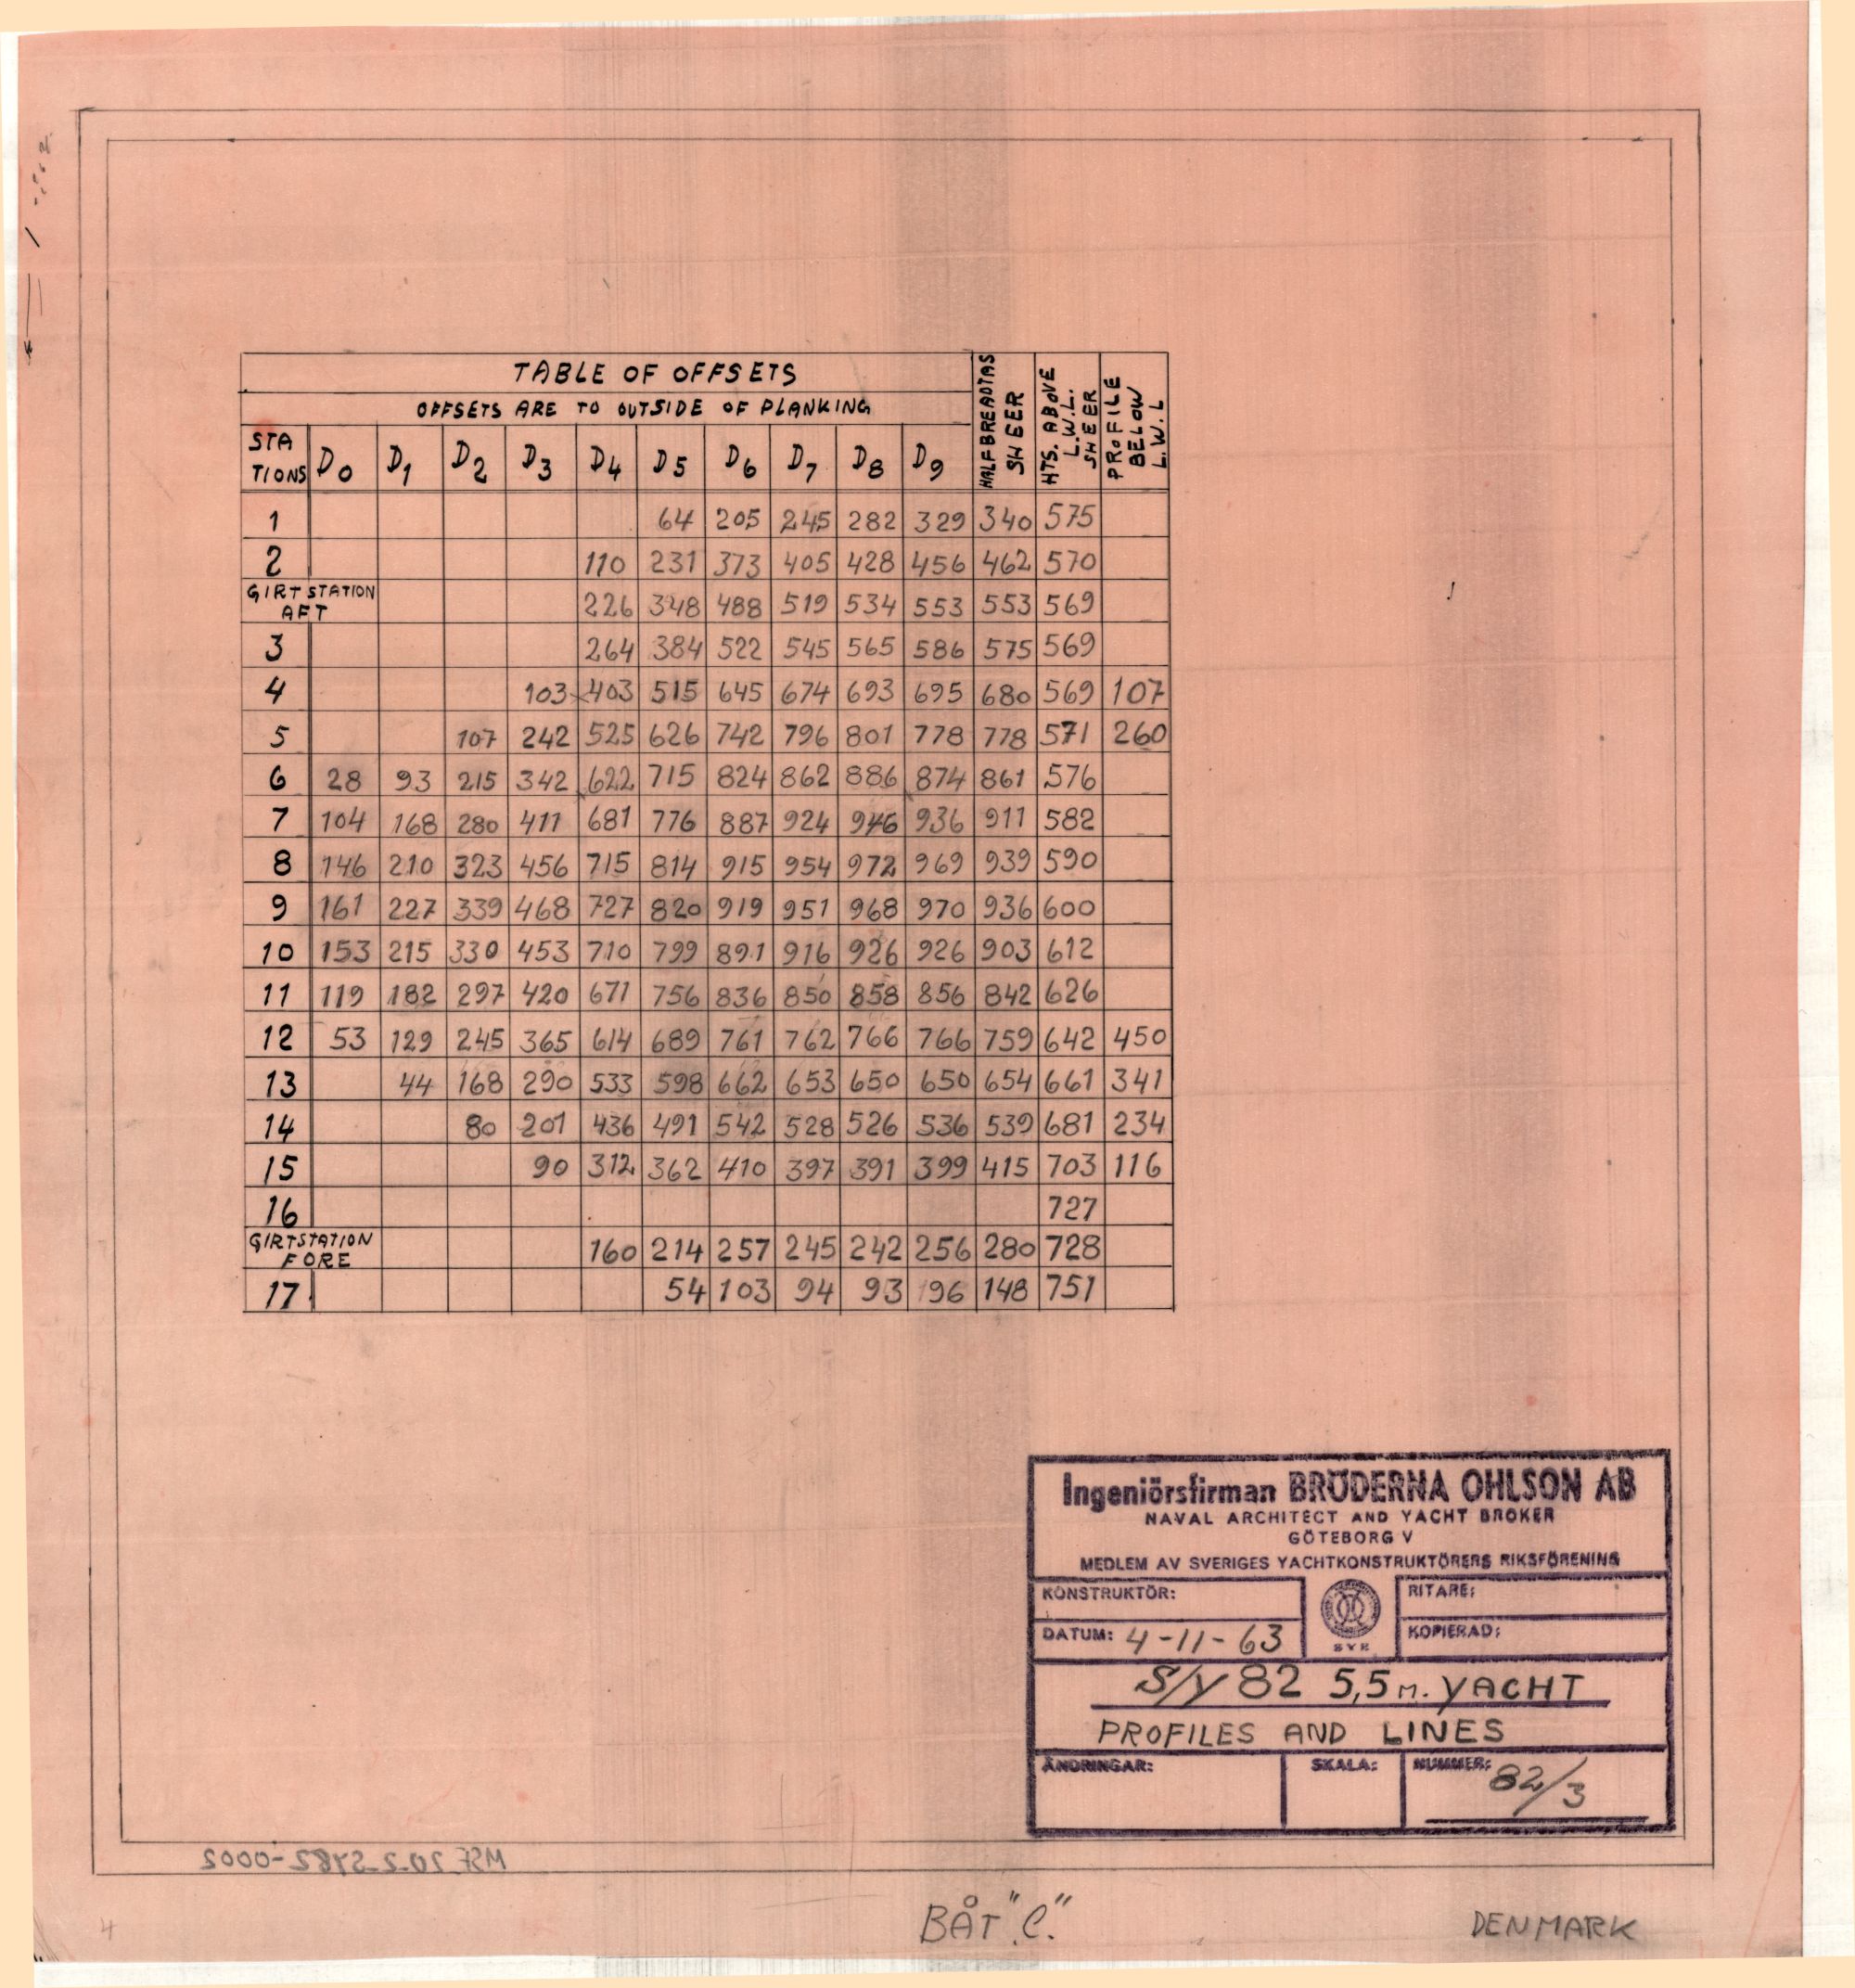 TABLE OF OFFSETS
OFFSETS ARE TO OUTSIDE OF PLANKING
HALFBREADTAS SHEER
HTS. ABOVE L.W.L. SHEER
PROFILE BELOW L.W.L
STATIONS D0 D1 D2 D3 D4 D5 D6 D7 D8 D9
1 64 205 245 282 329 340 575
2 110 231 373 405 428 456 462 570
GIRTSTATION AFT 226 348 488 519 534 553 553 569
3 264 384 522 545 565 586 575 569
4 103 403 515 645 674 693 695 680 569 107
5 107 242 525 626 742 796 801 778 778 571 260
6 28 93 215 342 622 715 824 862 886 874 861 576
7 104 168 280 411 681 776 887 924 946 936 911 582
8 146 210 323 456 715 814 915 954 972 969 939 590
9 161 227 339 468 727 820 919 951 968 970 936 600
10 153 215 330 453 710 799 891 916 926 926 903 612
11 119 182 297 420 671 756 836 850 858 856 842 626
12 53 129 245 365 614 689 761 762 766 766 759 642 450
13 44 168 290 533 598 662 653 650 650 654 661 341
14 80 201 436 491 542 528 526 536 539 681 234
15 90 312 362 410 397 391 399 415 703 116
16 727
GIRTSTATION FORE 160 214 257 245 242 256 280 728
17 54 103 94 93 96 148 751
Ingeniörsfirman BRÖDERNA OHLSON AB
NAVAL ARCHITECT AND YACHT BROKER
GÖTEBORG V
MEDLEM AV SVERIGES YACHTKONSTRUKTÖRERS RIKSFÖRENING
KONSTRUKTÖR:
RITARE:
DATUM: 4-11-63
SYR
KOPIERAD:
S/Y 82 5,5 M. YACHT
PROFILES AND LINES
ÄNDRINGAR:
SKALA:
NUMMER: 82/3
MSF 20.2_SY82-0002
4
BÅT "C."
DENMARK